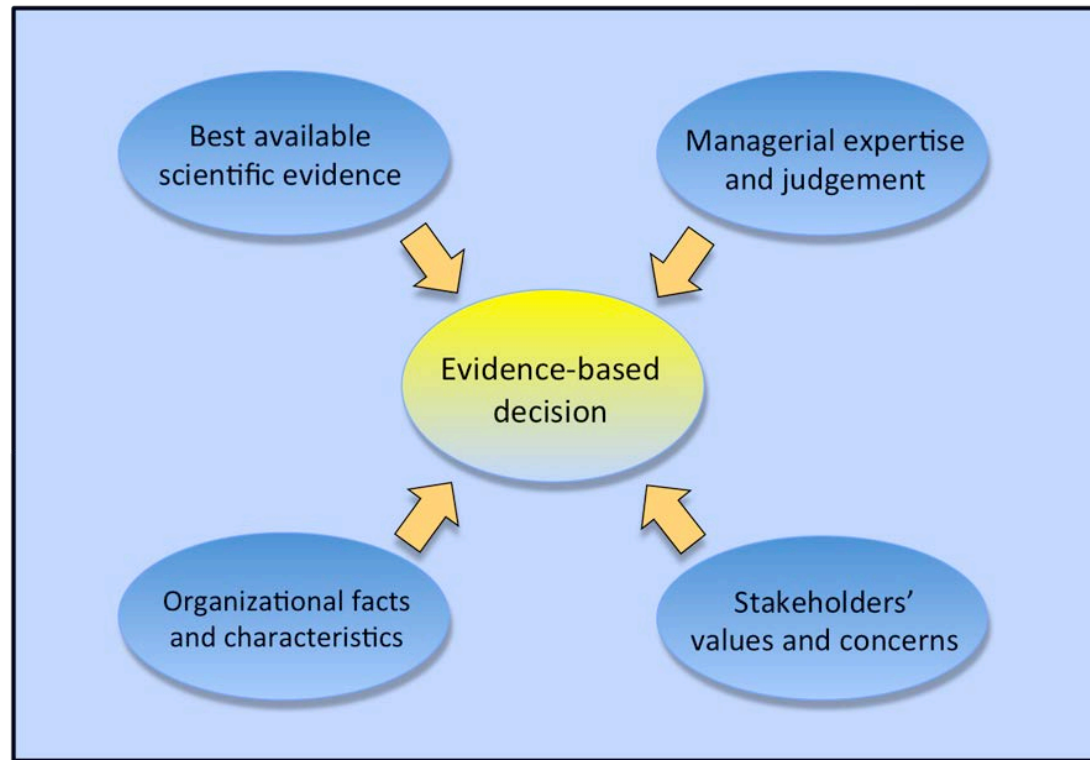 Best available
scientific evidence
Managerial expertise
and judgement
Evidence-based
decision
Organizational facts
and characteristics
Stakeholders’
values and concerns